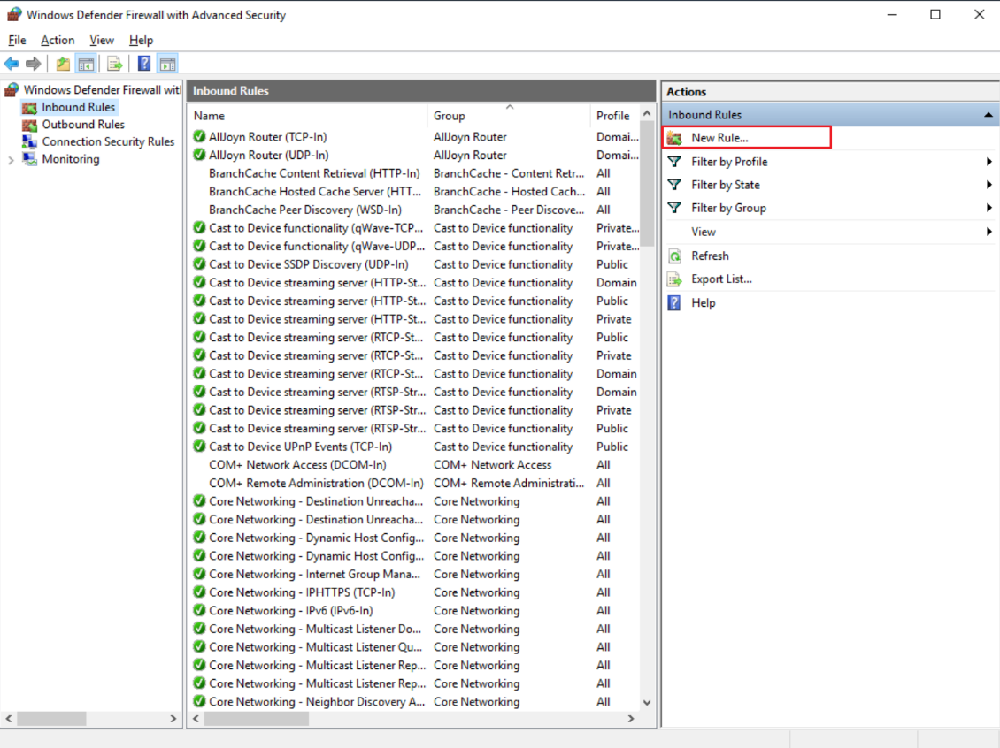 Windows Defender Firewall with Advanced Security
File Action View Help
Windows Defender Firewall witl
Inbound Rules
Outbound Rules
Connection Security Rules
Monitoring
Inbound Rules
Name Group Profile
AllJoyn Router (TCP-In) AllJoyn Router Domai...
AllJoyn Router (UDP-In) AllJoyn Router Domai...
BranchCache Content Retrieval (HTTP-In) BranchCache - Content Retr... All
BranchCache Hosted Cache Server (HTT... BranchCache - Hosted Cach... All
BranchCache Peer Discovery (WSD-In) BranchCache - Peer Discove... All
Cast to Device functionality (qWave-TCP... Cast to Device functionality Private...
Cast to Device functionality (qWave-UDP... Cast to Device functionality Private...
Cast to Device SSDP Discovery (UDP-In) Cast to Device functionality Public
Cast to Device streaming server (HTTP-St... Cast to Device functionality Domain
Cast to Device streaming server (HTTP-St... Cast to Device functionality Public
Cast to Device streaming server (HTTP-St... Cast to Device functionality Private
Cast to Device streaming server (RTCP-St... Cast to Device functionality Public
Cast to Device streaming server (RTCP-St... Cast to Device functionality Private
Cast to Device streaming server (RTCP-St... Cast to Device functionality Domain
Cast to Device streaming server (RTSP-Str... Cast to Device functionality Domain
Cast to Device streaming server (RTSP-Str... Cast to Device functionality Private
Cast to Device streaming server (RTSP-Str... Cast to Device functionality Public
Cast to Device UPnP Events (TCP-In) Cast to Device functionality Public
COM+ Network Access (DCOM-In) COM+ Network Access All
COM+ Remote Administration (DCOM-In) COM+ Remote Administrati... All
Core Networking - Destination Unreacha... Core Networking All
Core Networking - Destination Unreacha... Core Networking All
Core Networking - Dynamic Host Config... Core Networking All
Core Networking - Dynamic Host Config... Core Networking All
Core Networking - Internet Group Mana... Core Networking All
Core Networking - IPHTTPS (TCP-In) Core Networking All
Core Networking - IPv6 (IPv6-In) Core Networking All
Core Networking - Multicast Listener Do... Core Networking All
Core Networking - Multicast Listener Qu... Core Networking All
Core Networking - Multicast Listener Rep... Core Networking All
Core Networking - Multicast Listener Rep... Core Networking All
Core Networking - Neighbor Discovery A... Core Networking All
Actions
Inbound Rules
New Rule...
Filter by Profile
Filter by State
Filter by Group
View
Refresh
Export List...
Help